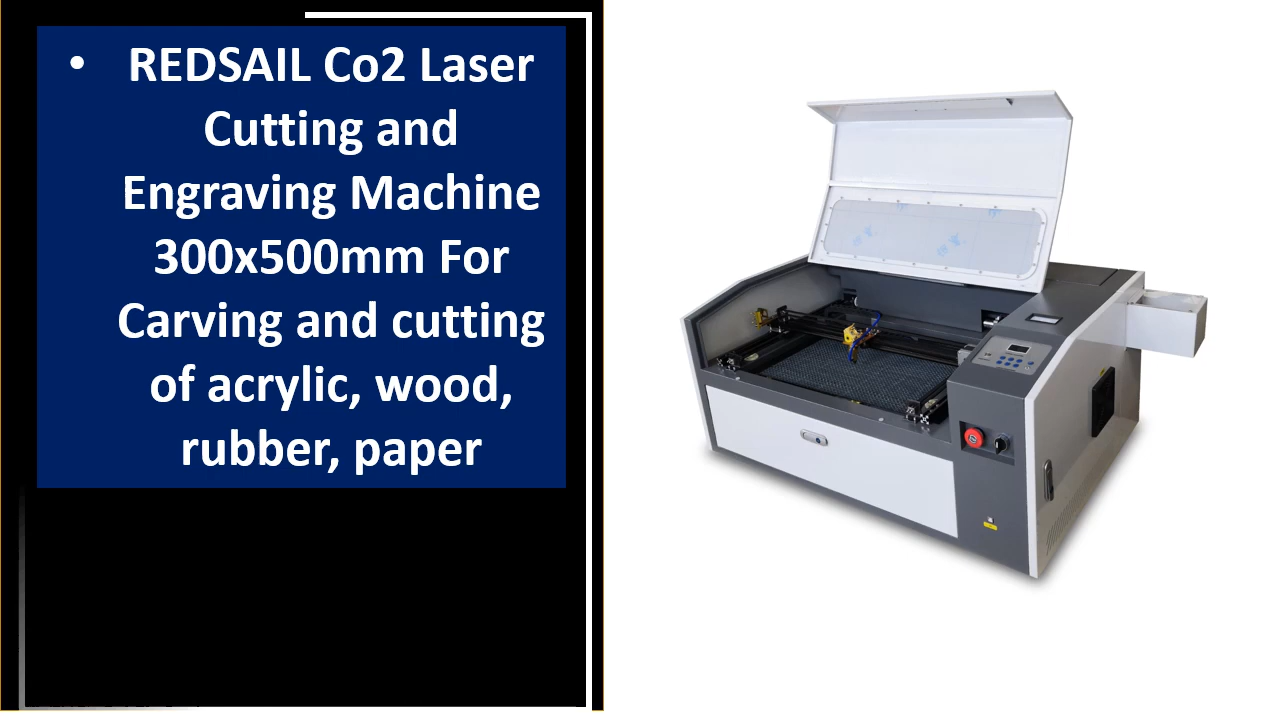 • REDSAIL Co2 Laser
Cutting and
Engraving Machine
300x500mm For
Carving and cutting
of acrylic, wood,
rubber, paper